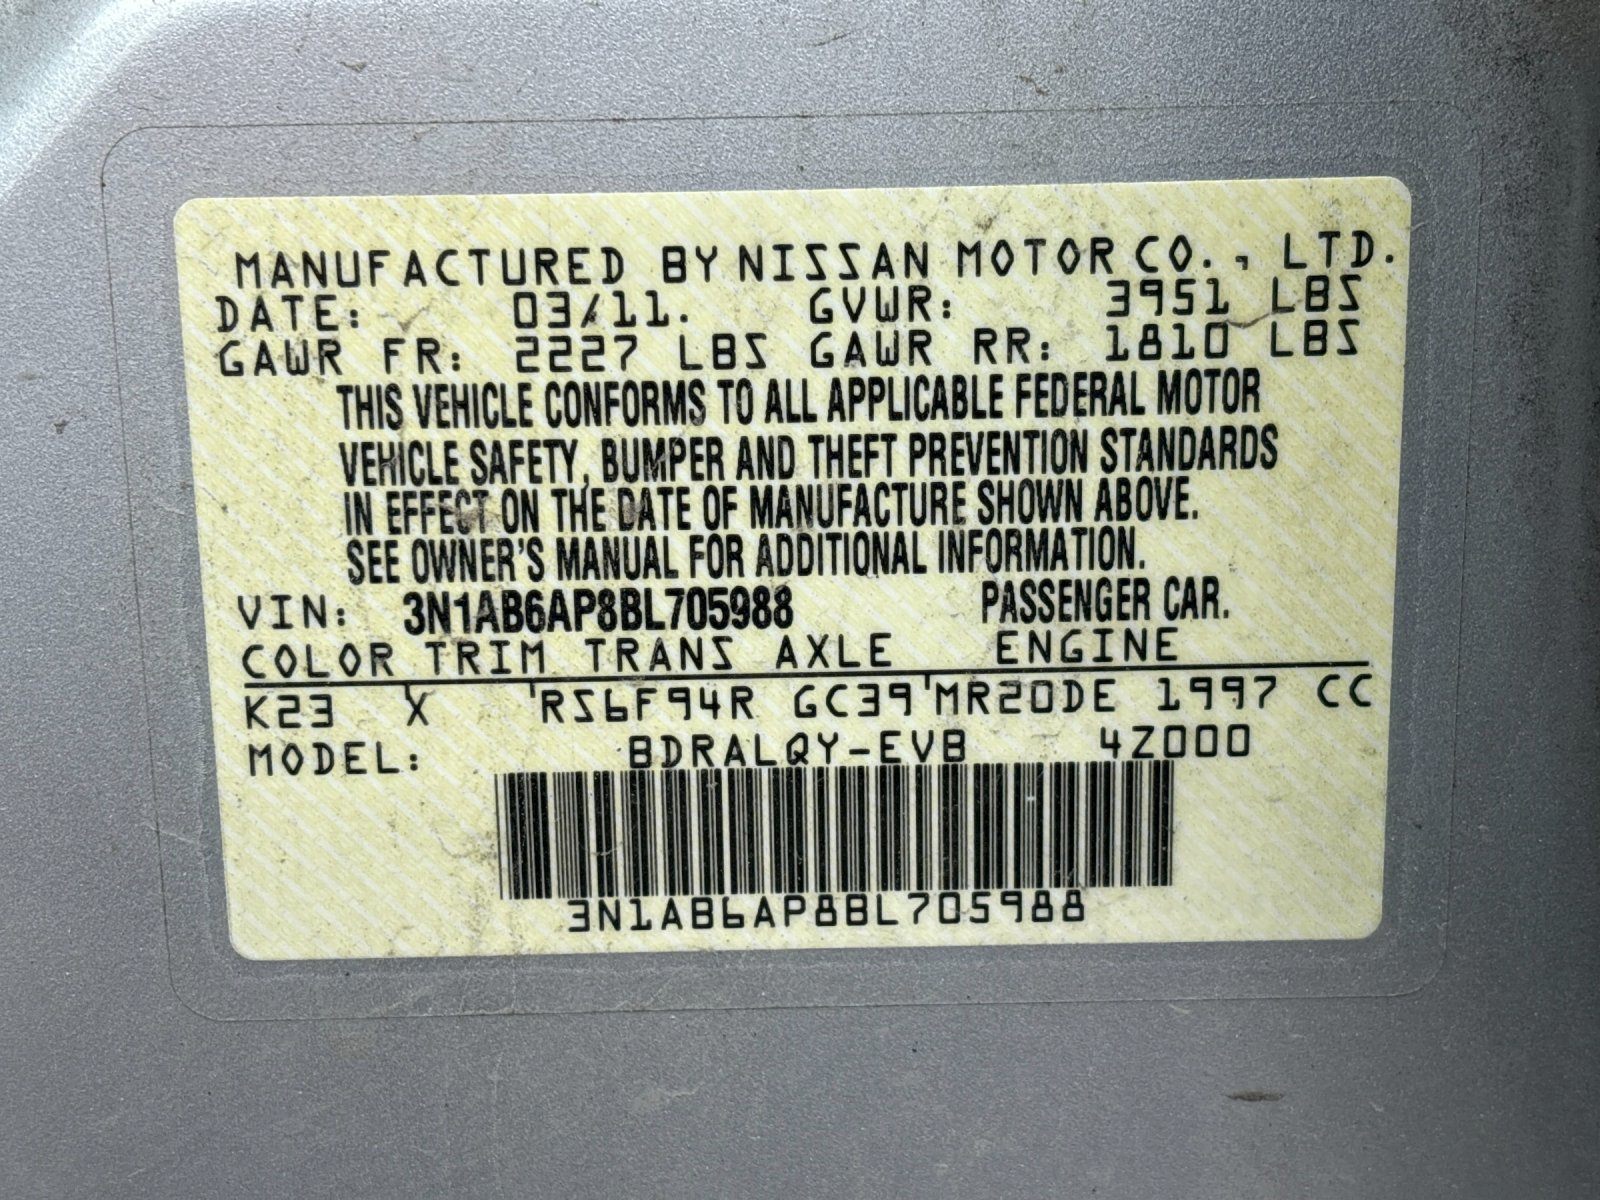 MANUFACTURED BY NISSAN MOTOR CO., LTD.
DATE: 03/11. GVWR: 3951 LBS
GAWR FR: 2227 LBS GAWR RR: 1810 LBS
THIS VEHICLE CONFORMS TO ALL APPLICABLE FEDERAL MOTOR
VEHICLE SAFETY, BUMPER AND THEFT PREVENTION STANDARDS
IN EFFECT ON THE DATE OF MANUFACTURE SHOWN ABOVE.
SEE OWNER'S MANUAL FOR ADDITIONAL INFORMATION.
VIN: 3N1AB6AP8BL705988 PASSENGER CAR.
COLOR TRIM TRANS AXLE ENGINE
K23 X RS6F94R GC39 MR20DE 1997 CC
MODEL: BDRALQY-EVB 4Z000
3N1AB6AP8BL705988